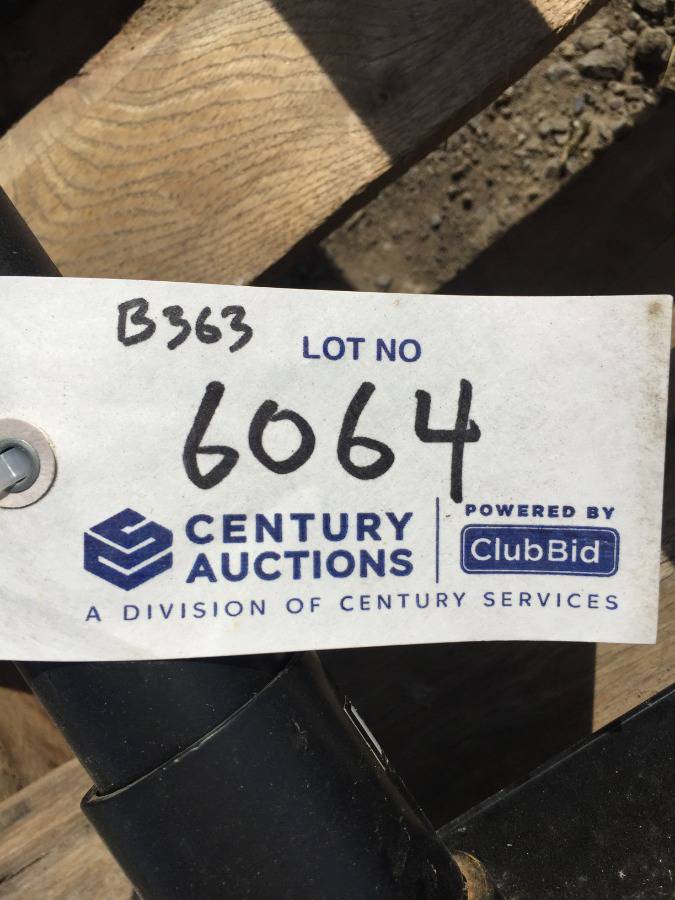 B363
LOT NO
6064
CENTURY
AUCTIONS
POWERED BY
ClubBid
A DIVISION OF CENTURY SERVICES